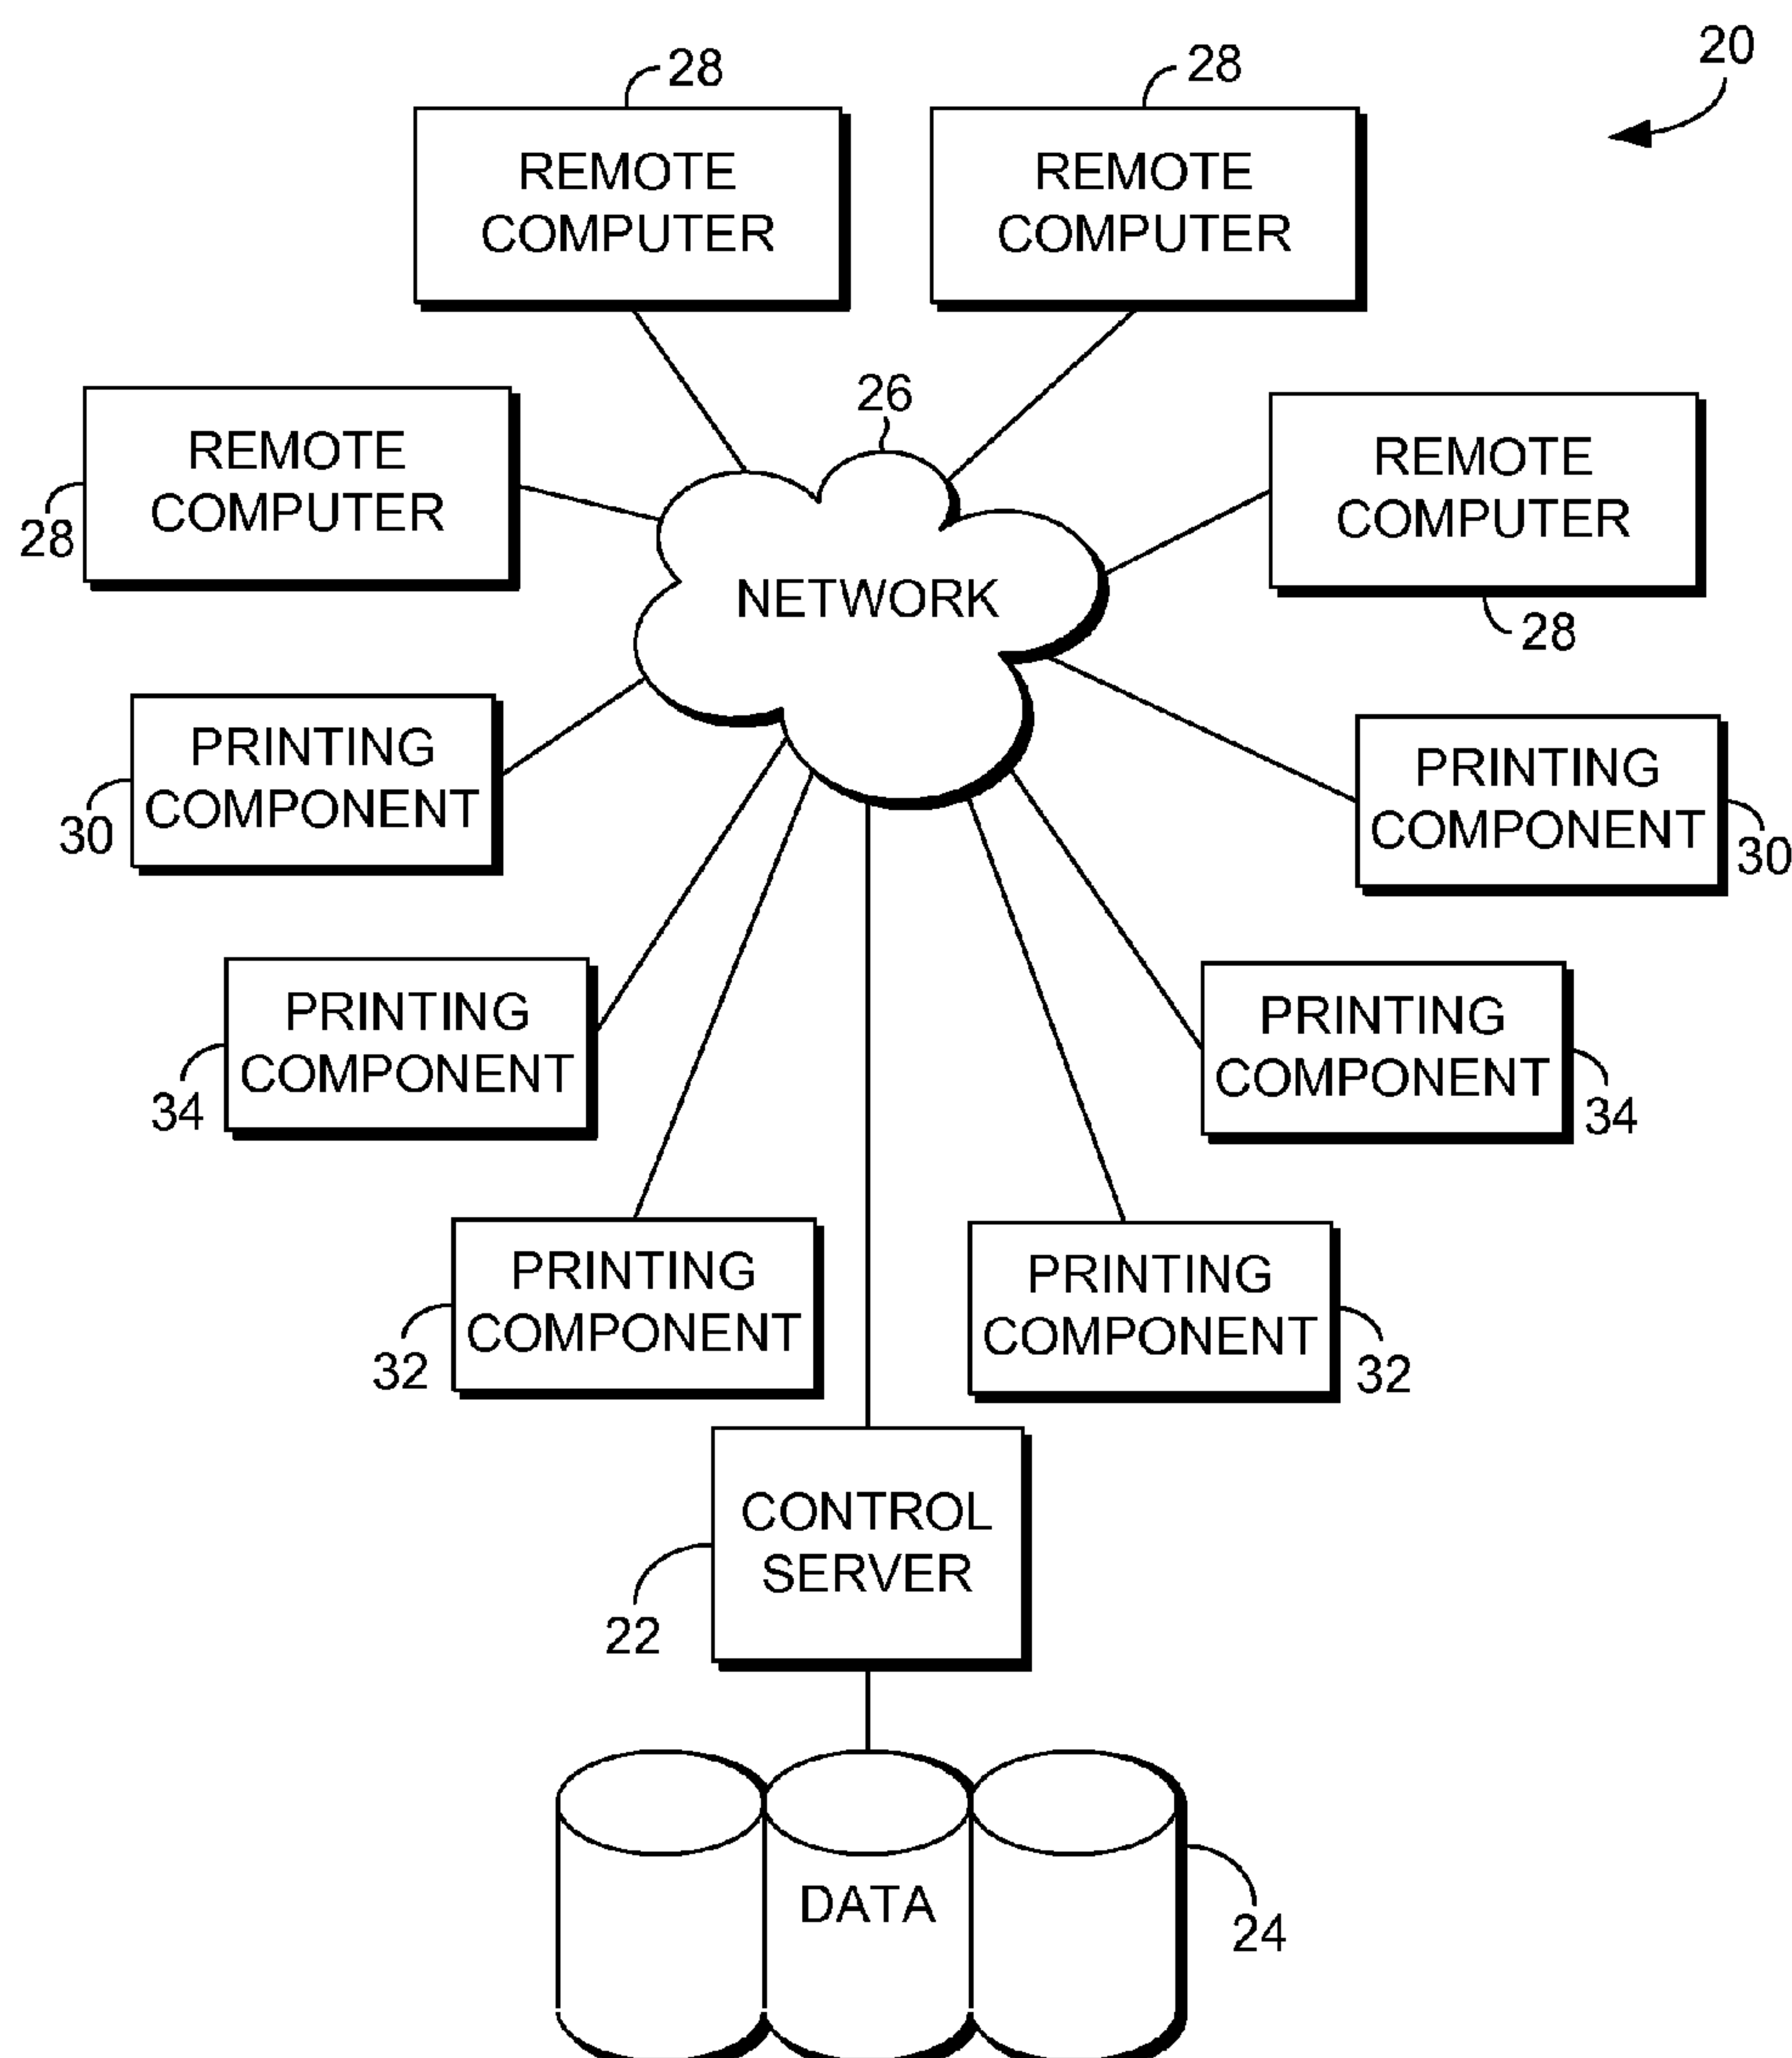 20
28
28
REMOTE
COMPUTER
REMOTE
COMPUTER
26
REMOTE
COMPUTER
28
REMOTE
COMPUTER
28
NETWORK
PRINTING
COMPONENT
30
PRINTING
COMPONENT
30
PRINTING
COMPONENT
34
PRINTING
COMPONENT
34
PRINTING
COMPONENT
32
PRINTING
COMPONENT
32
CONTROL
SERVER
22
DATA
24